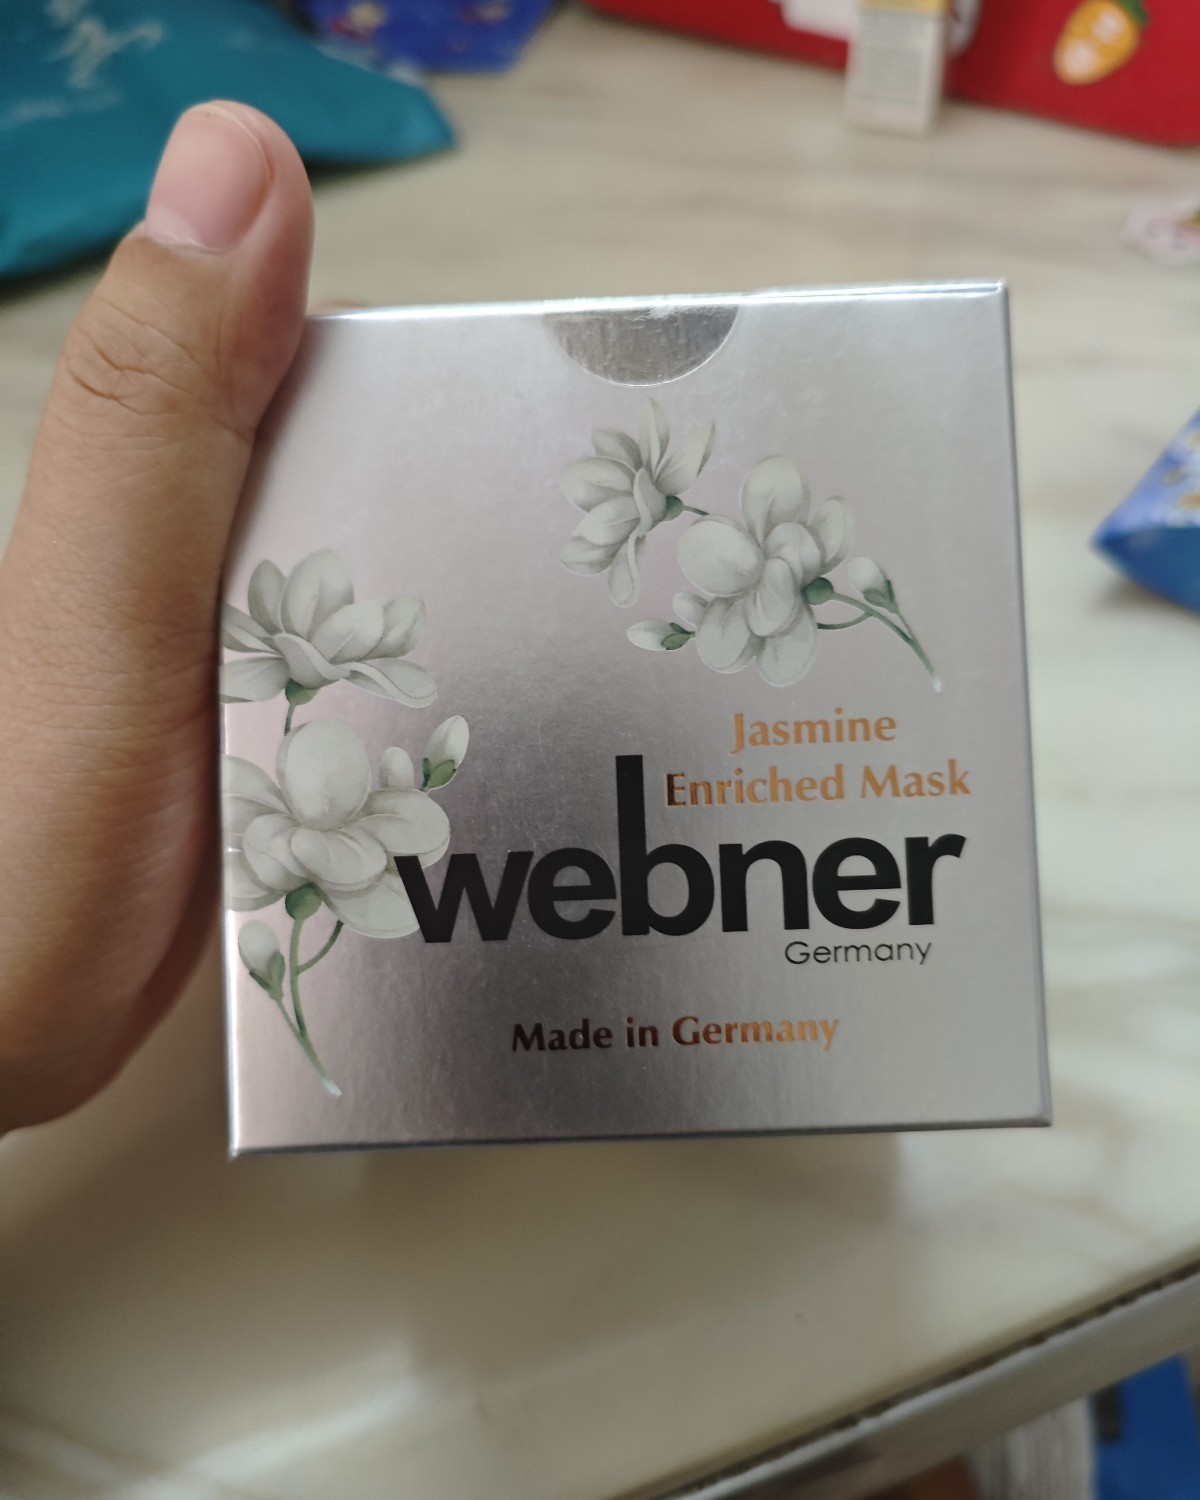 Jasmine
Enriched Mask
webner
Germany
Made in Germany